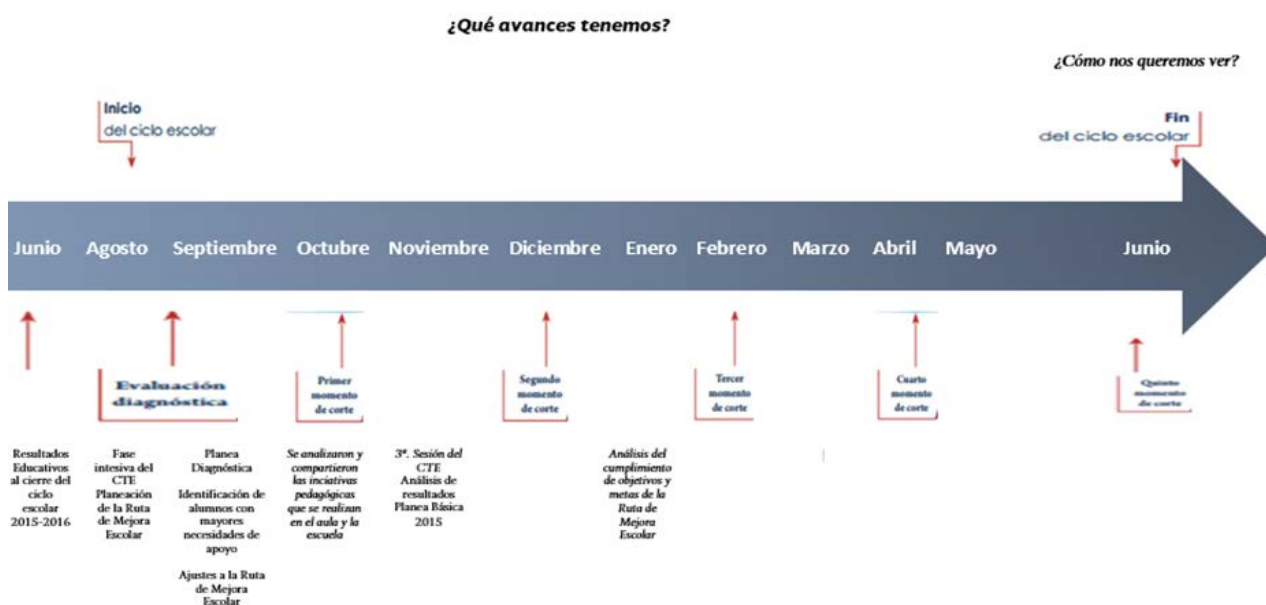 ¿Qué avances tenemos?
¿Cómo nos queremos ver?
Inicio
del ciclo escolar
Fin
del ciclo escolar
Junio Agosto Septiembre Octubre Noviembre Diciembre Enero Febrero Marzo Abril Mayo Junio
Evaluación
diagnóstica
Primer
momento
de corte
Segundo
momento
de corte
Tercer
momento
de corte
Cuarto
momento
de corte
Quinto
momento
de corte
Resultados
Educativos
al cierre del
ciclo
escolar
2015-2016
Fase
intesiva del
CTE
Planeación
de la Ruta
de Mejora
Escolar
Planea
Diagnóstica
Identificación de
alumnos con
mayores
necesidades de
apoyo
Ajustes a la Ruta
de Mejora
Escolar
Se analizaron y
compartieron
las inciativas
pedagógicas
que se realizan
en el aula y la
escuela
3ª. Sesión del
CTE
Análisis de
resultados
Planea Básica
2015
Análisis del
cumplimiento
de objetivos y
metas de la
Ruta de
Mejora
Escolar